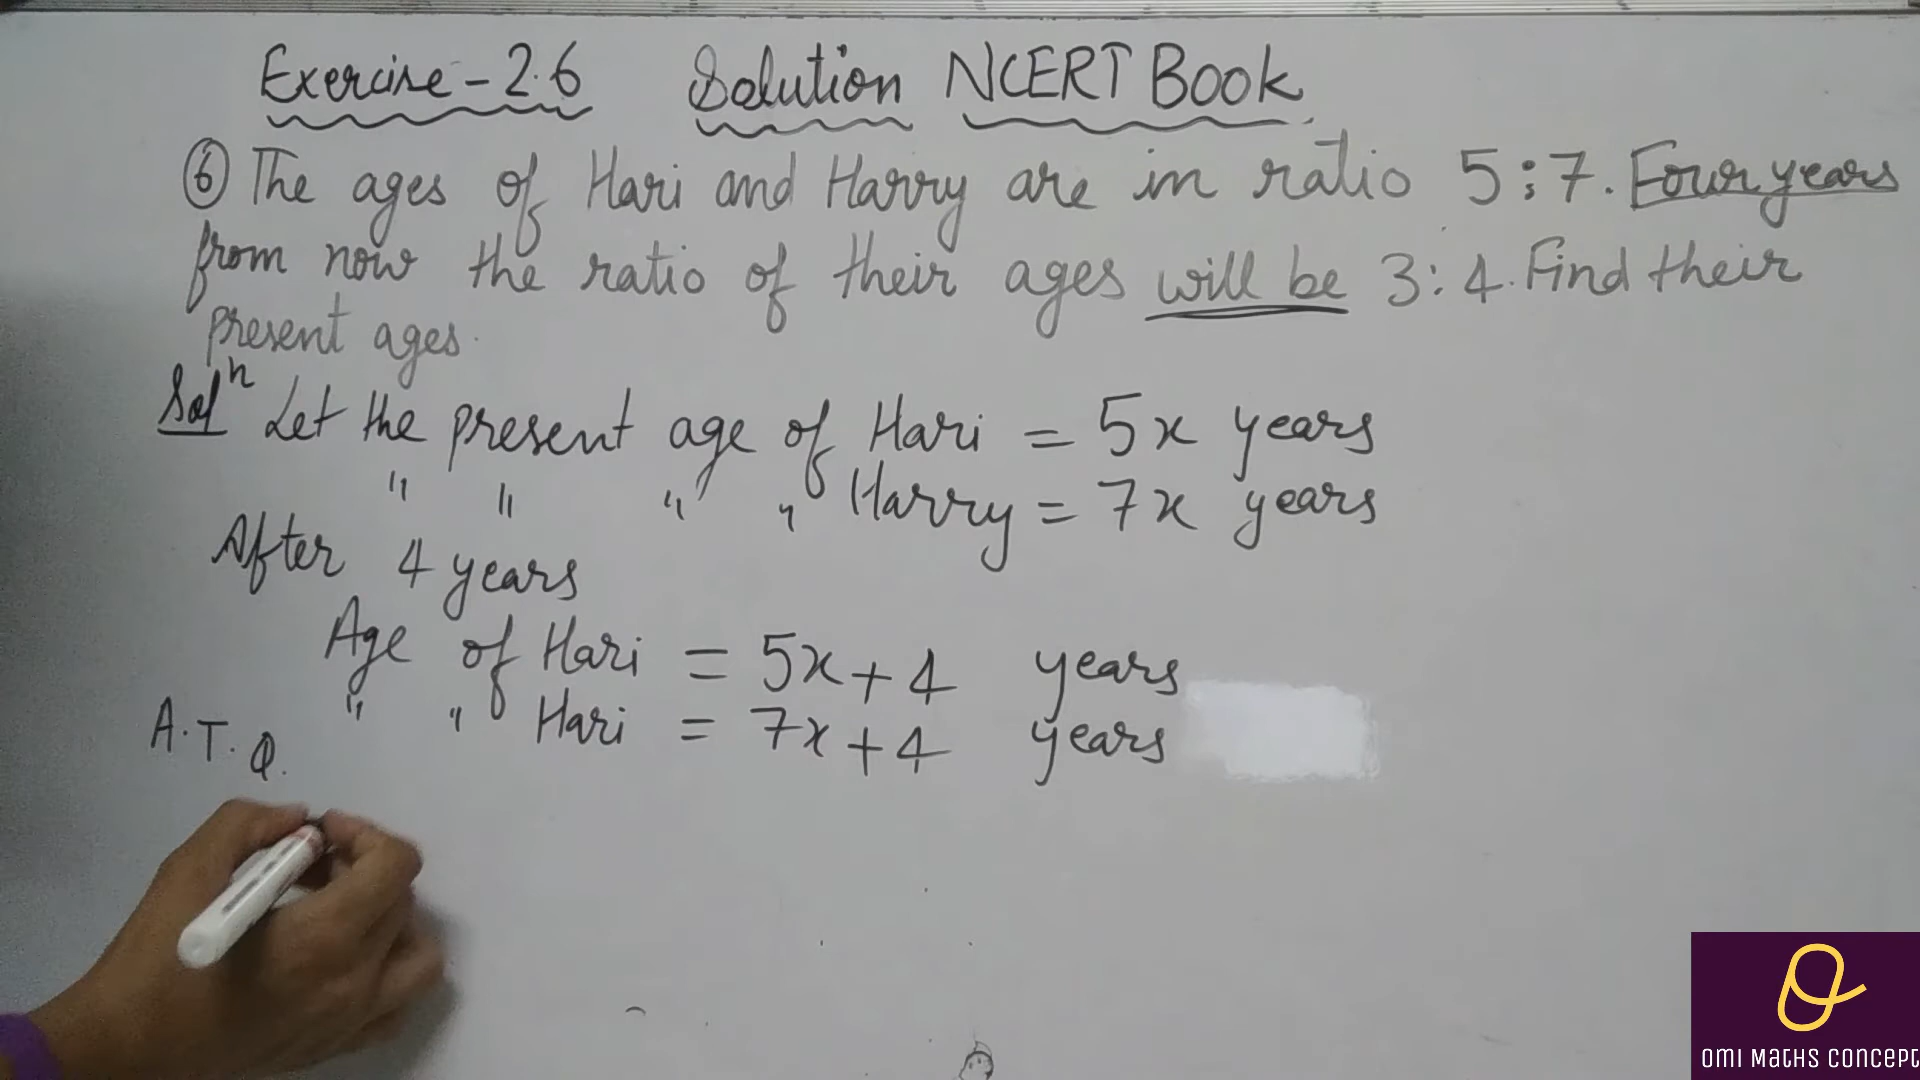 Exercise - 2.6 Solution NCERT Book
⑥ The ages of Hari and Harry are in ratio 5:7. Four years
from now the ratio of their ages will be 3:4. Find their
present ages.
Solⁿ Let the present age of Hari = 5x years
" " " " Harry = 7x years
After 4 years
Age of Hari = 5x + 4 years
" " Hari = 7x + 4 years
A.T.Q.
OMI MATHS CONCEPT